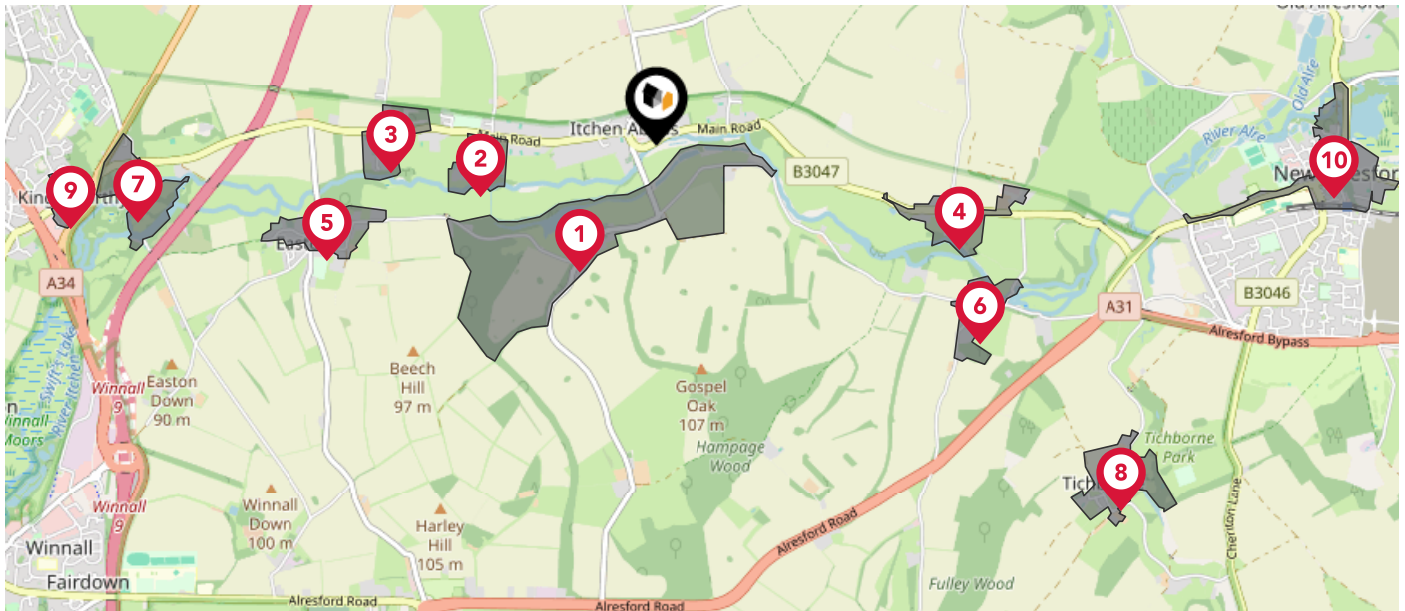 Old Alresford
Old Alre
River Alre
3
Main Road
Itchen Abbas
Main Road
2
B3047
10
New Alresford
9
7
Kings Worthy
5
Easton
1
4
A34
6
A31
B3046
Alresford Bypass
Swift's Lake
River Itchen
Winnall
Moors
Winnall
9
Easton
Down
90 m
Beech
Hill
97 m
Gospel
Oak
107 m
Hampage
Wood
Tichborne
Park
8
Winnall
9
Winnall
Down
100 m
Harley
Hill
105 m
Alresford Road
Cheriton Lane
Winnall
Fairdown
Fulley Wood
Alresford Road
Alresford Road